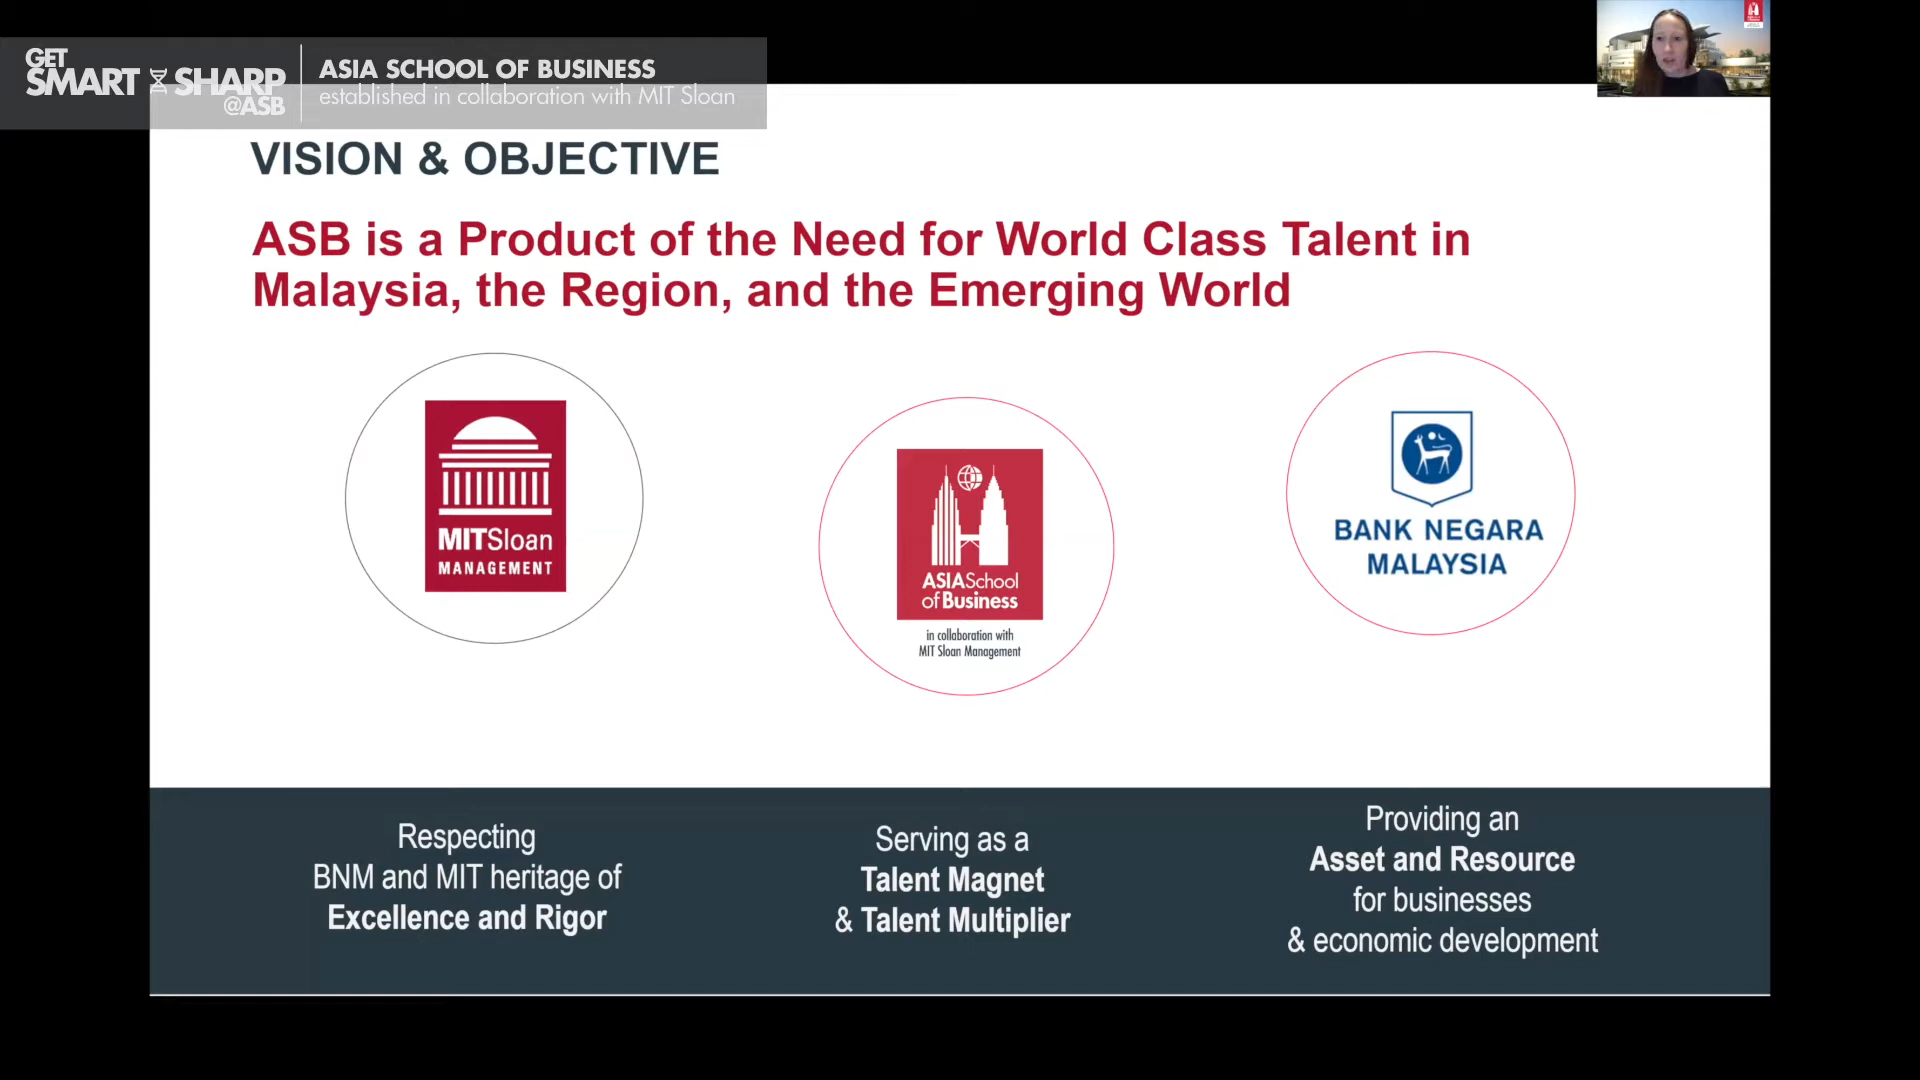 GET
SMART SHARP
@ASB
ASIA SCHOOL OF BUSINESS
established in collaboration with MIT Sloan
VISION & OBJECTIVE
ASB is a Product of the Need for World Class Talent in
Malaysia, the Region, and the Emerging World
MITSloan
MANAGEMENT
ASIASchool
of Business
in collaboration with
MIT Sloan Management
BANK NEGARA
MALAYSIA
Respecting
BNM and MIT heritage of
Excellence and Rigor
Serving as a
Talent Magnet
& Talent Multiplier
Providing an
Asset and Resource
for businesses
& economic development